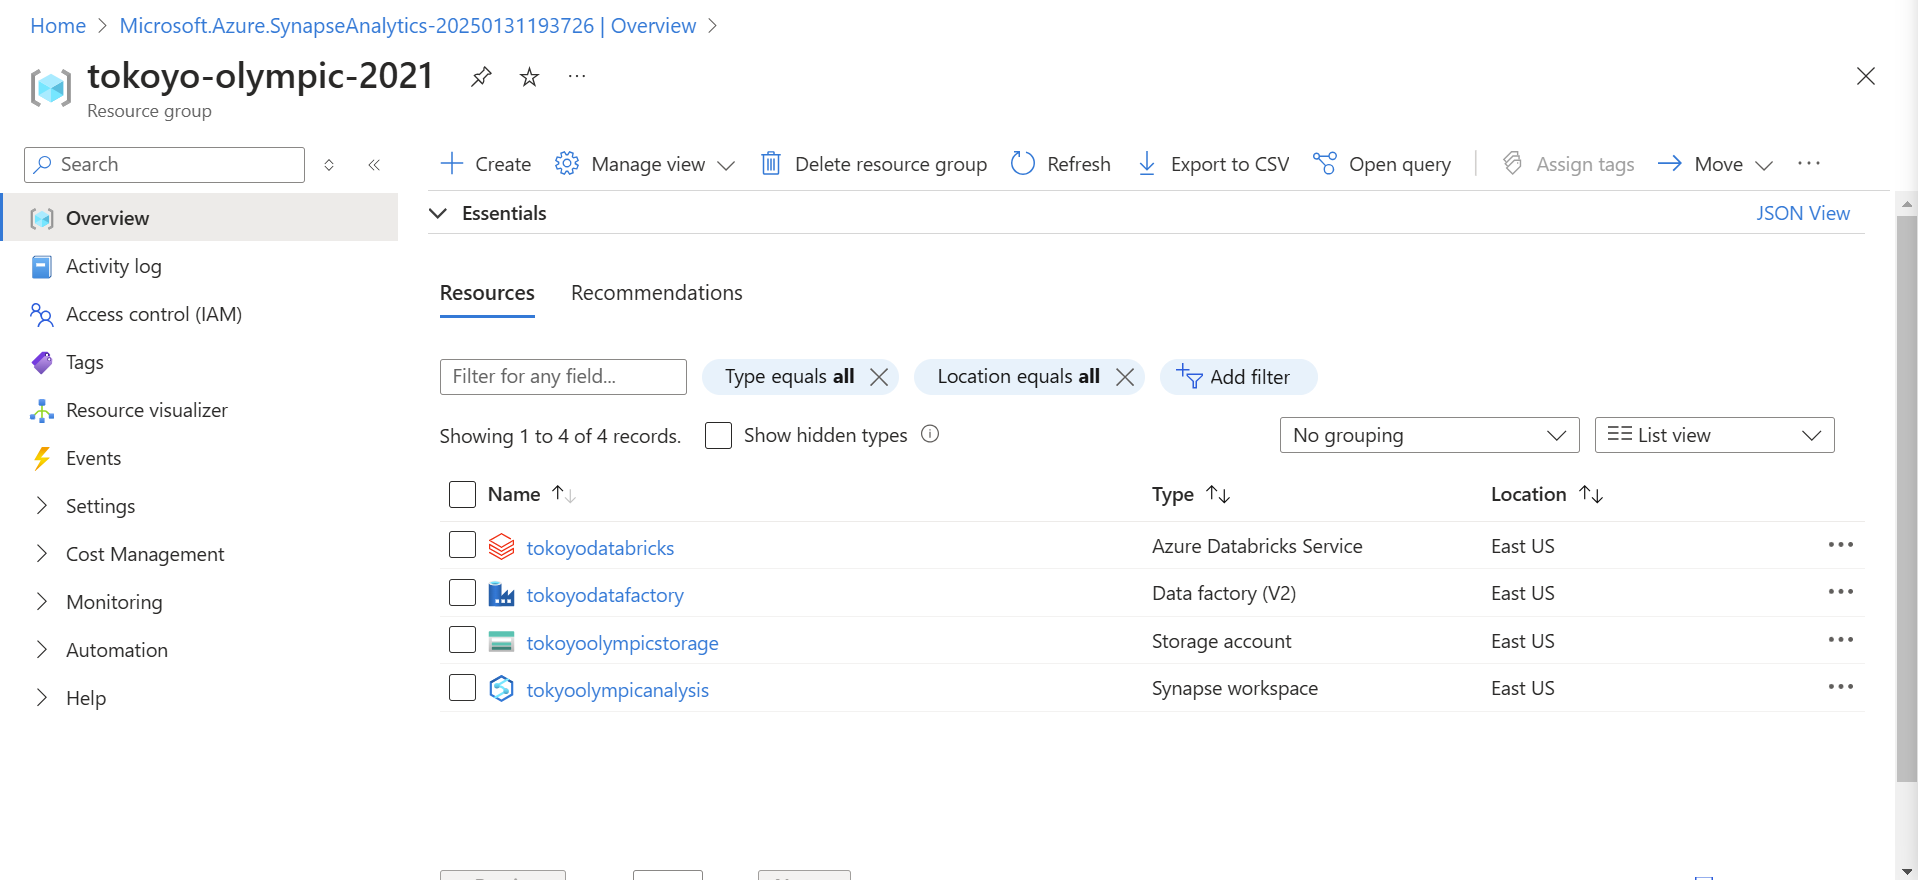 Home > Microsoft.Azure.SynapseAnalytics-20250131193726 | Overview >
tokoyo-olympic-2021
Resource group
Search
Overview
Activity log
Access control (IAM)
Tags
Resource visualizer
Events
Settings
Cost Management
Monitoring
Automation
Help
Create Manage view Delete resource group Refresh Export to CSV Open query Assign tags Move
Essentials JSON View
Resources Recommendations
Filter for any field... Type equals all Location equals all Add filter
Showing 1 to 4 of 4 records. Show hidden types No grouping List view
Name Type Location
tokoyodatabricks Azure Databricks Service East US
tokoyodatafactory Data factory (V2) East US
tokoyoolympicstorage Storage account East US
tokyoolympicanalysis Synapse workspace East US